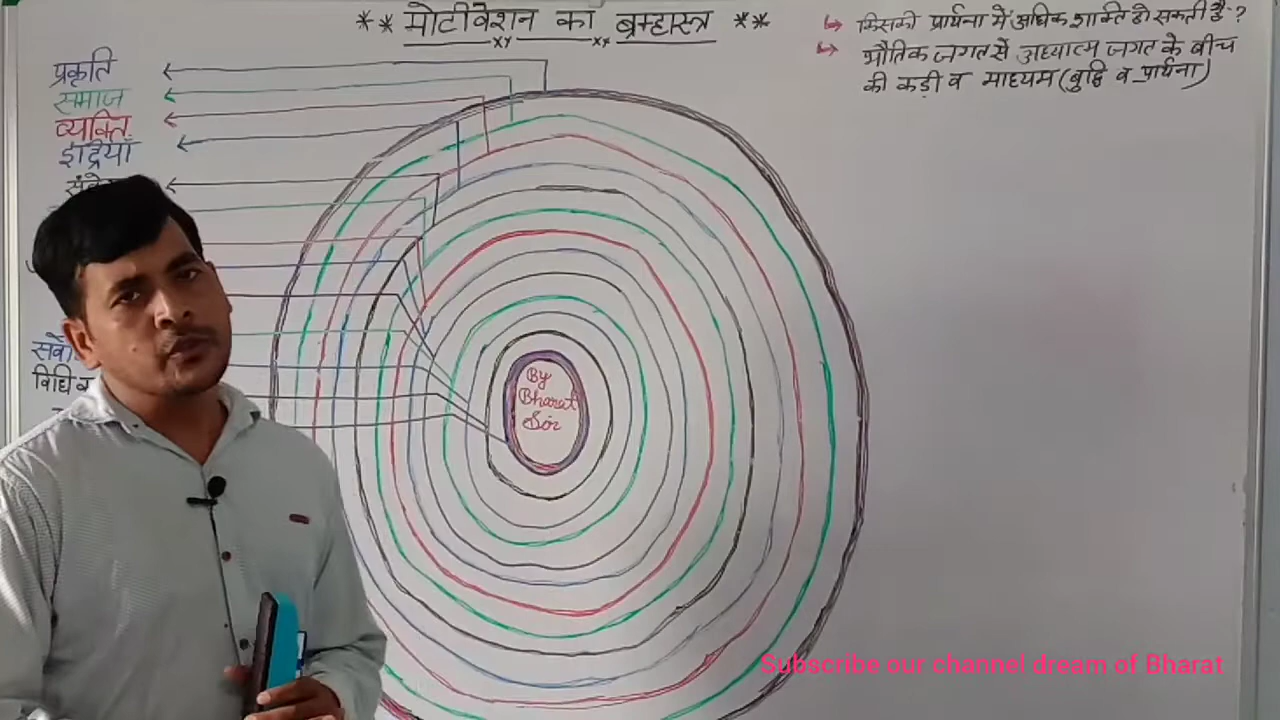 ** मोटीवेशन का ब्रम्हास्त्र **
↳ किसकी प्रार्थना में अधिक शक्ति हो सकती है ?
↳ भौतिक जगत से अध्यात्म जगत के बीच
की कड़ी व माध्यम (बुद्धि व प्रार्थना)
प्रकृति
समाज
व्यक्ति
इंद्रियाँ
विधि
By
Bharat
Sir
Subscribe our channel dream of Bharat